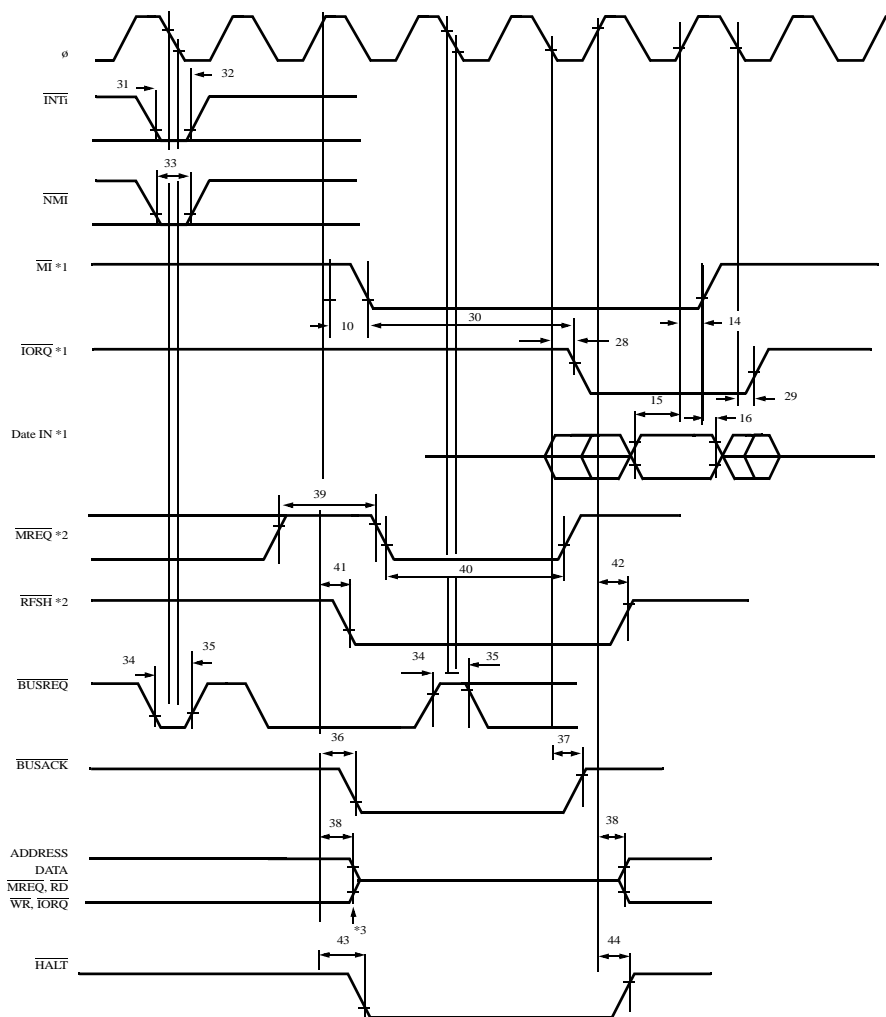 ø
31
32
INTi
33
NMI
MI *1
10
30
14
28
IORQ *1
29
15
16
Date IN *1
39
MREQ *2
40
41
42
RFSH *2
34
35
34
35
BUSREQ
36
37
BUSACK
38
38
ADDRESS
DATA
MREQ, RD
WR, IORQ
*3
43
44
HALT